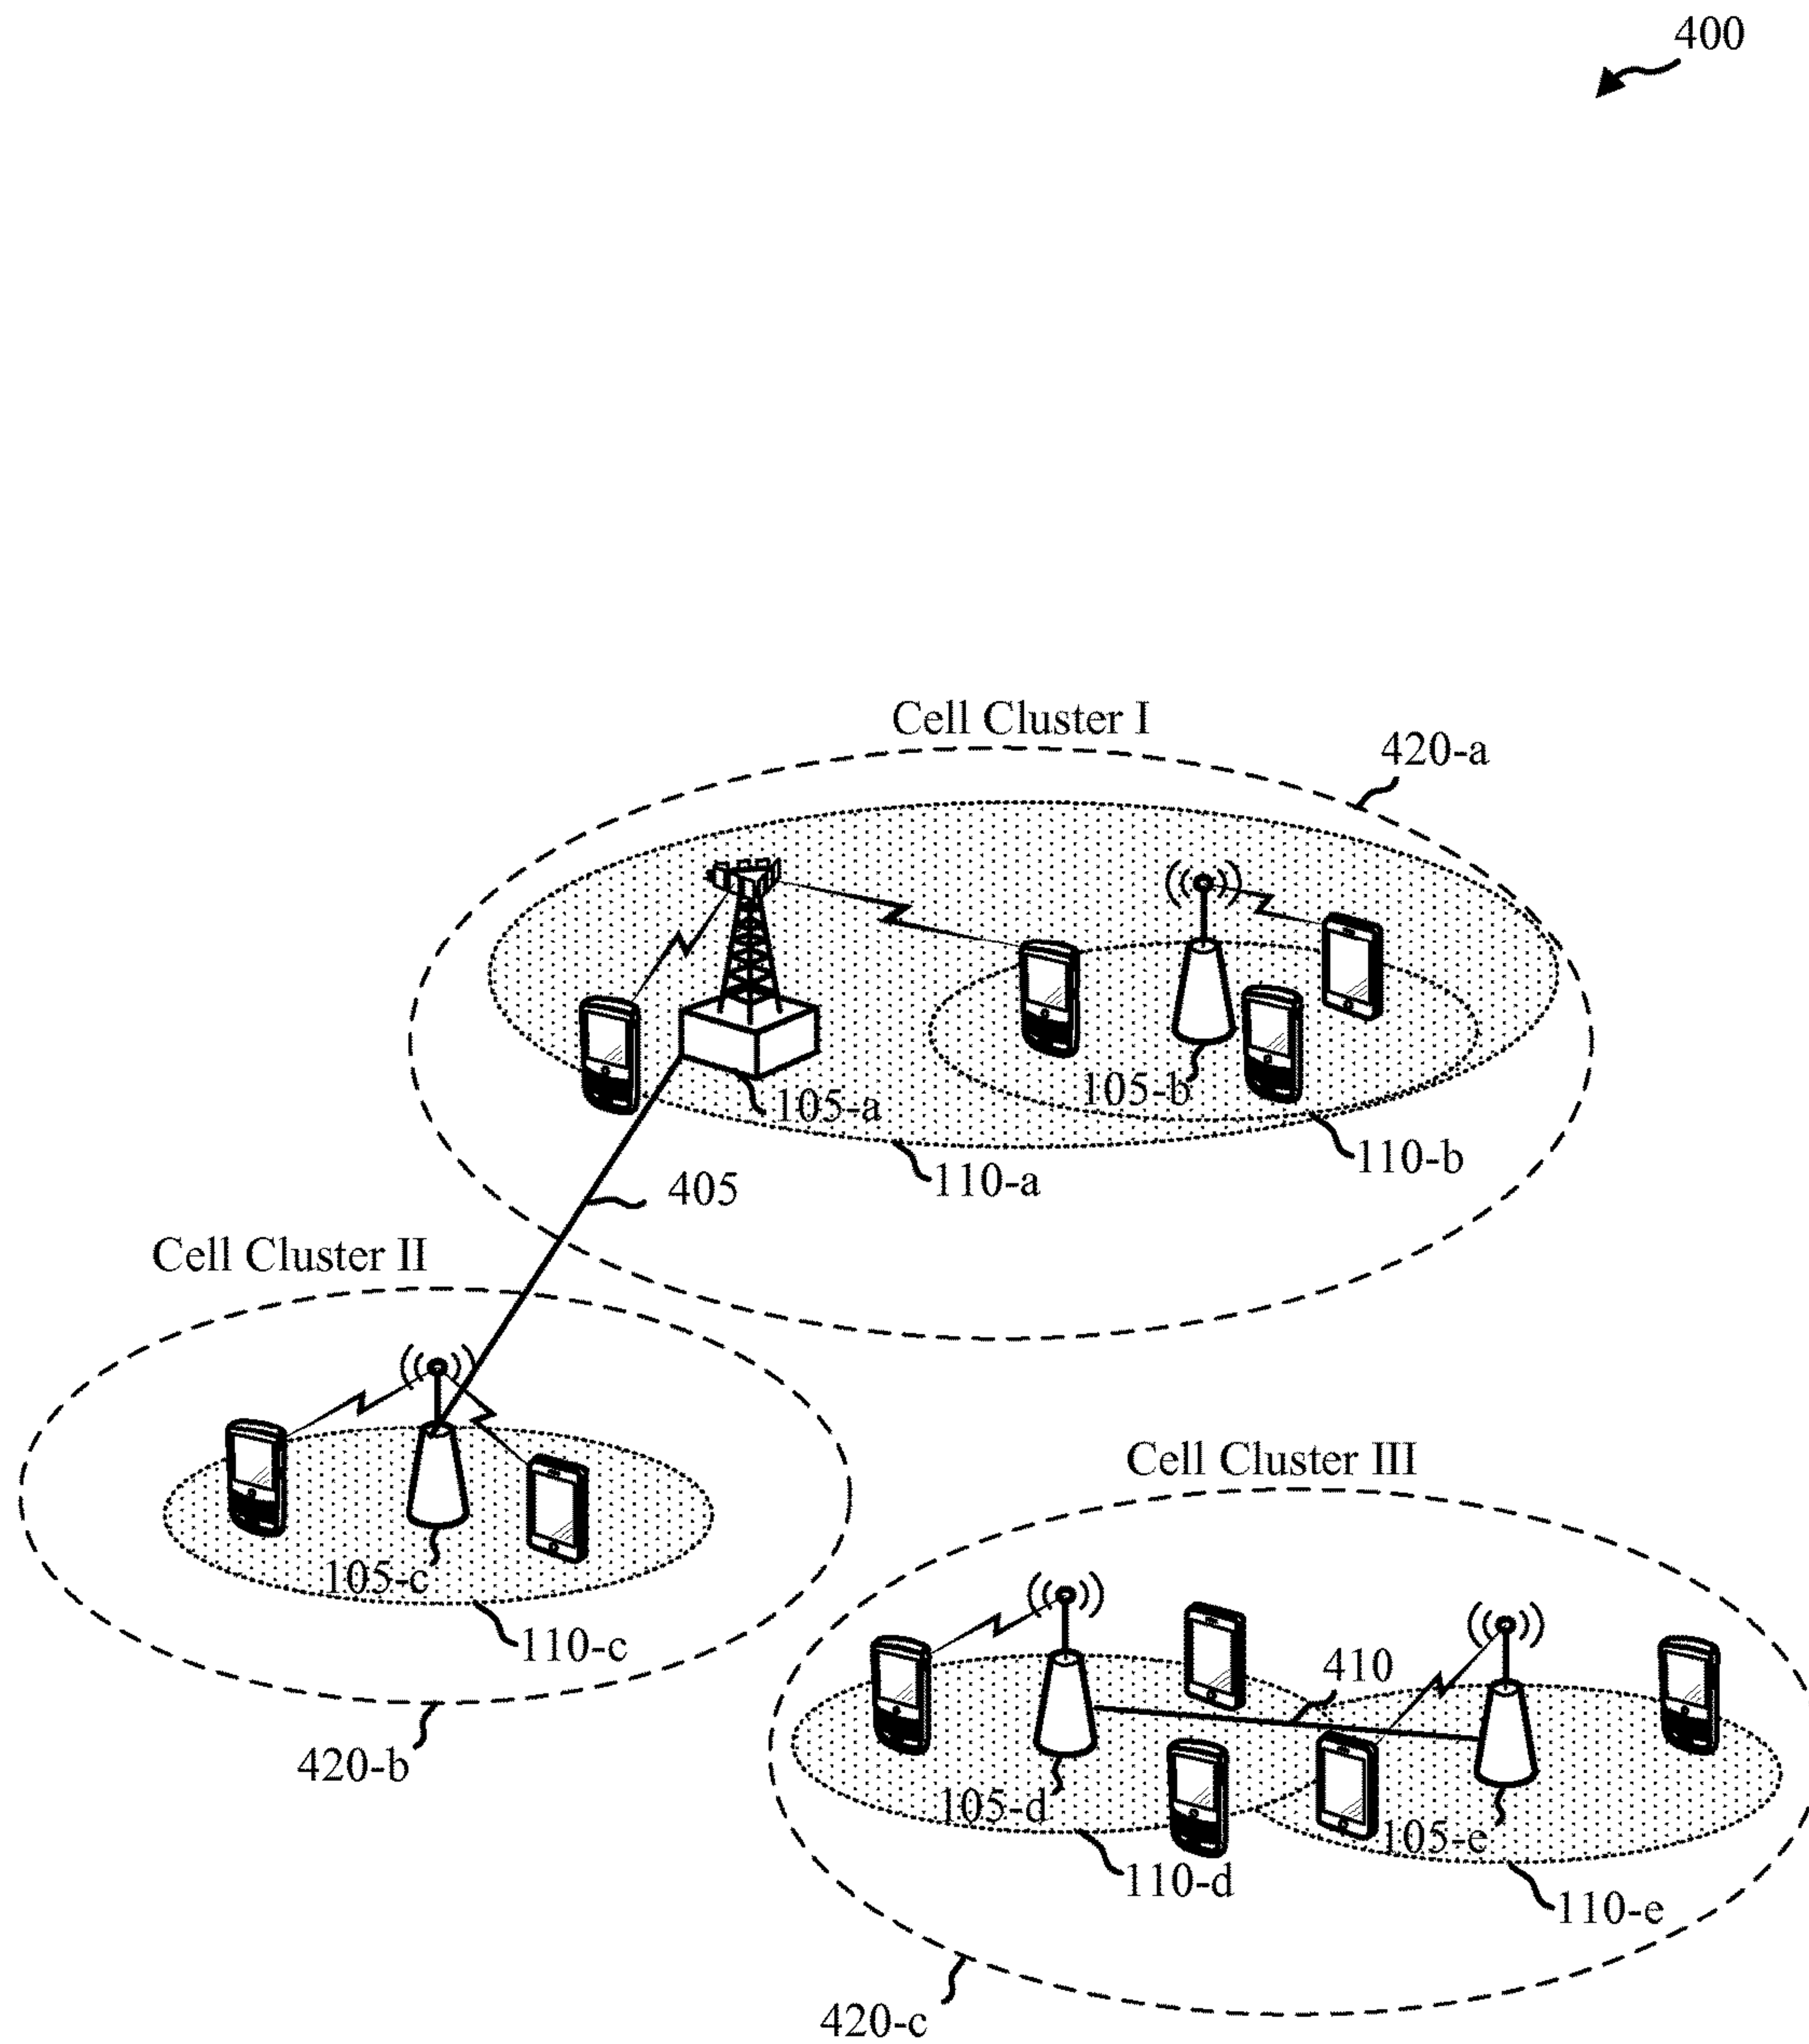 400
Cell Cluster I
420-a
105-a
105-b
110-a
110-b
405
Cell Cluster II
105-c
110-c
420-b
Cell Cluster III
410
105-d
105-e
110-d
110-e
420-c